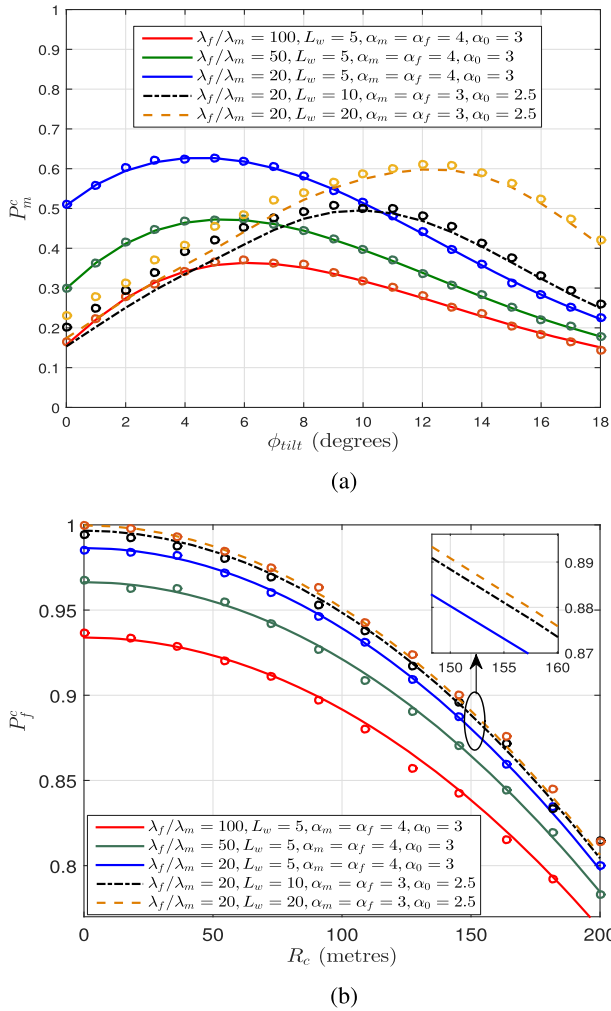 1
0.9
0.8
0.7
0.6
0.5
0.4
0.3
0.2
0.1
0
P_m^c
λ_f/λ_m = 100, L_w = 5, α_m = α_f = 4, α_0 = 3
λ_f/λ_m = 50, L_w = 5, α_m = α_f = 4, α_0 = 3
λ_f/λ_m = 20, L_w = 5, α_m = α_f = 4, α_0 = 3
λ_f/λ_m = 20, L_w = 10, α_m = α_f = 3, α_0 = 2.5
λ_f/λ_m = 20, L_w = 20, α_m = α_f = 3, α_0 = 2.5
0 2 4 6 8 10 12 14 16 18
ϕ_tilt (degrees)
(a)
1
0.95
0.9
0.85
0.8
P_f^c
0.89
0.88
0.87
150 155 160
λ_f/λ_m = 100, L_w = 5, α_m = α_f = 4, α_0 = 3
λ_f/λ_m = 50, L_w = 5, α_m = α_f = 4, α_0 = 3
λ_f/λ_m = 20, L_w = 5, α_m = α_f = 4, α_0 = 3
λ_f/λ_m = 20, L_w = 10, α_m = α_f = 3, α_0 = 2.5
λ_f/λ_m = 20, L_w = 20, α_m = α_f = 3, α_0 = 2.5
0 50 100 150 200
R_c (metres)
(b)